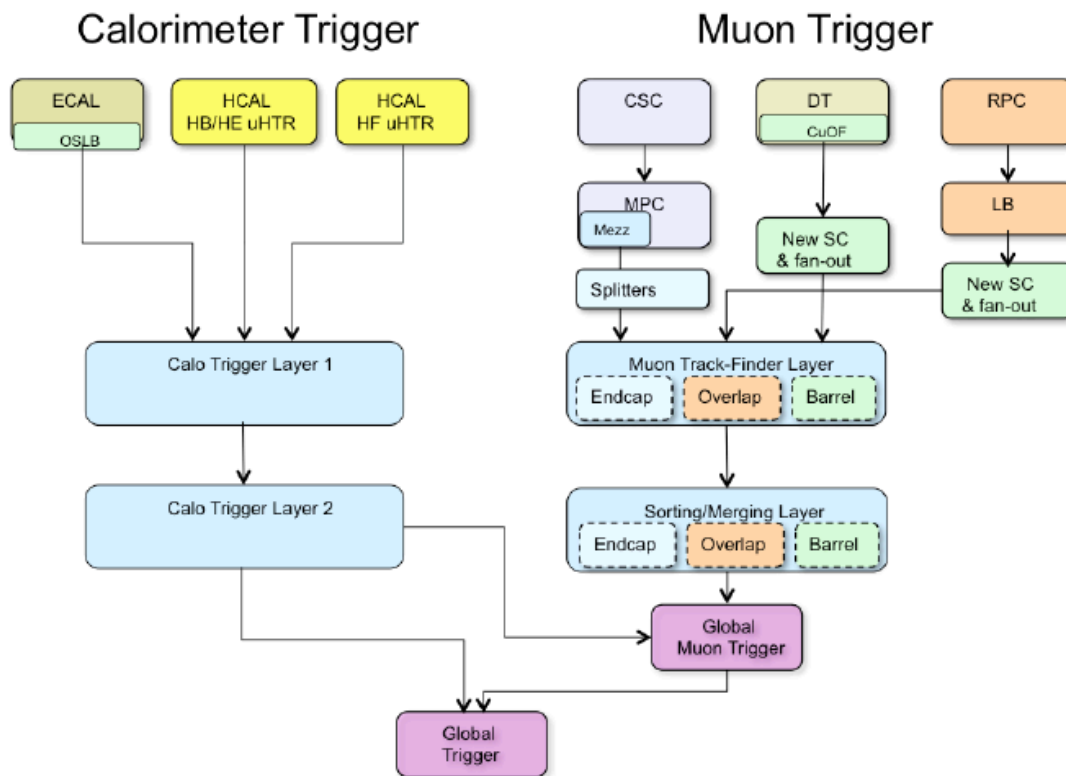 Calorimeter Trigger
Muon Trigger
ECAL
OSLB
HCAL
HB/HE uHTR
HCAL
HF uHTR
CSC
DT
CuOF
RPC
MPC
Mezz
LB
New SC
& fan-out
Splitters
New SC
& fan-out
Calo Trigger Layer 1
Muon Track-Finder Layer
Endcap
Overlap
Barrel
Calo Trigger Layer 2
Sorting/Merging Layer
Endcap
Overlap
Barrel
Global
Muon Trigger
Global
Trigger